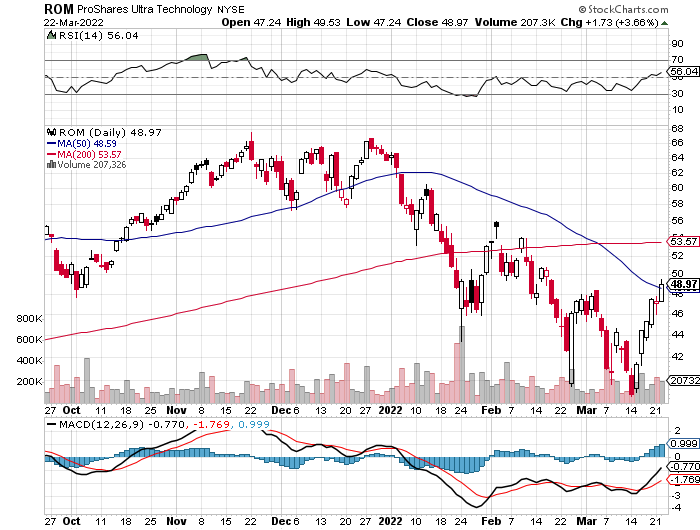 ROM ProShares Ultra Technology NYSE © StockCharts.com
22-Mar-2022 Open 47.24 High 49.53 Low 47.24 Close 48.97 Volume 207.3K Chg +1.73 (+3.66%)
RSI(14) 56.04
90
70
56.04
50
30
10
ROM (Daily) 48.97
MA(50) 48.59
MA(200) 53.57
Volume 207,326
68
66
64
62
60
58
56
53.57
52
50
48.97
48
46
44
42
40
800K
600K
400K
200K
20732
27 Oct 11 18 25 Nov 8 15 22 Dec 6 13 20 27 2022 10 18 24 Feb 7 14 22 Mar 7 14 21
MACD(12,26,9) -0.770, -1.769, 0.999
2
0.999
0
-0.770
-1.769
-3
-4
27 Oct 11 18 25 Nov 8 15 22 Dec 6 13 20 27 2022 10 18 24 Feb 7 14 22 Mar 7 14 21